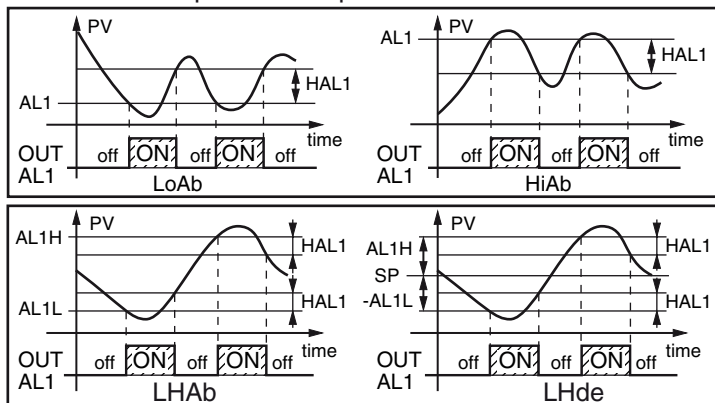 PV PV
AL1 HAL1
HAL1
AL1
time time
OUT off ON off ON off off ON off ON off
AL1 LoAb
OUT
AL1 HiAb
PV PV
AL1H HAL1 AL1H HAL1
SP
AL1L HAL1 -AL1L HAL1
time time
OUT off ON off ON off OUT off ON off ON off
AL1 LHAb AL1 LHde